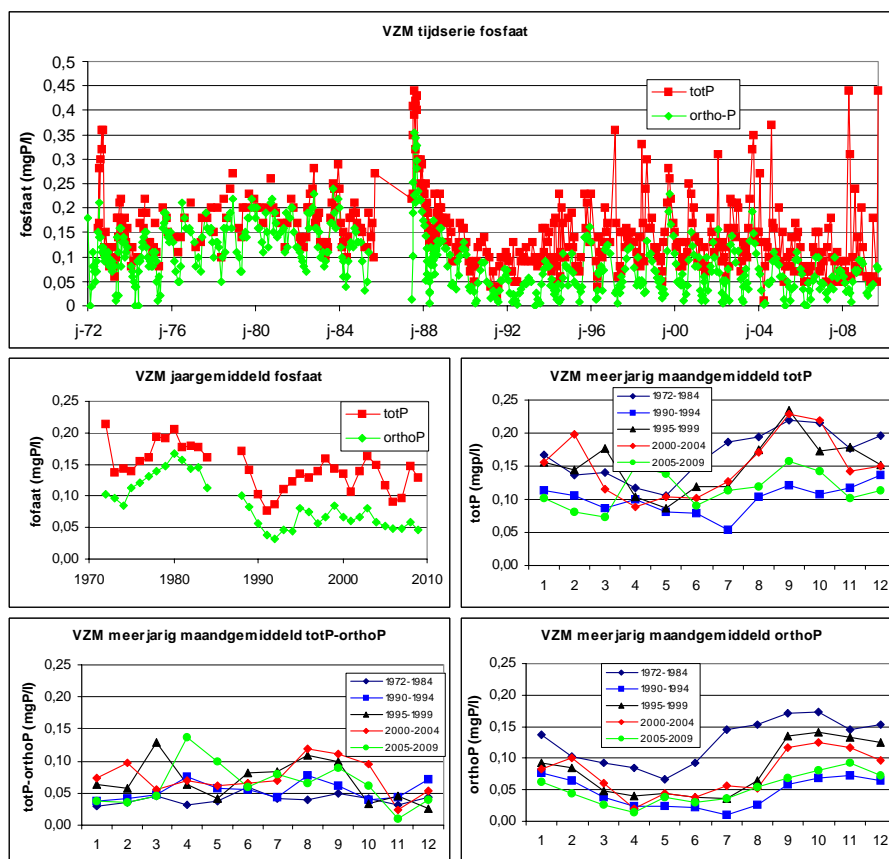 VZM tijdserie fosfaat
fosfaat (mgP/l)
0,5
0,45
0,4
0,35
0,3
0,25
0,2
0,15
0,1
0,05
0
totP
ortho-P
j-72 j-76 j-80 j-84 j-88 j-92 j-96 j-00 j-04 j-08
VZM jaargemiddeld fosfaat
fofaat (mgP/l)
0,25
0,20
0,15
0,10
0,05
0,00
totP
orthoP
1970 1980 1990 2000 2010
VZM meerjarig maandgemiddeld totP
totP (mgp/l)
0,25
0,20
0,15
0,10
0,05
0,00
1972-1984
1990-1994
1995-1999
2000-2004
2005-2009
1 2 3 4 5 6 7 8 9 10 11 12
VZM meerjarig maandgemiddeld totP-orthoP
totP-orthoP (mgP/l)
0,25
0,20
0,15
0,10
0,05
0,00
1972-1984
1990-1994
1995-1999
2000-2004
2005-2009
1 2 3 4 5 6 7 8 9 10 11 12
VZM meerjarig maandgemiddeld orthoP
orthoP (mgP/l)
0,25
0,20
0,15
0,10
0,05
0,00
1972-1984
1990-1994
1995-1999
2000-2004
2005-2009
1 2 3 4 5 6 7 8 9 10 11 12